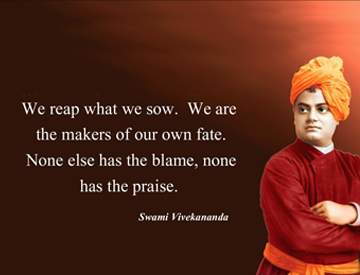 We reap what we sow.  We are
the makers of our own fate.
None else has the blame, none
has the praise.
Swami Vivekananda